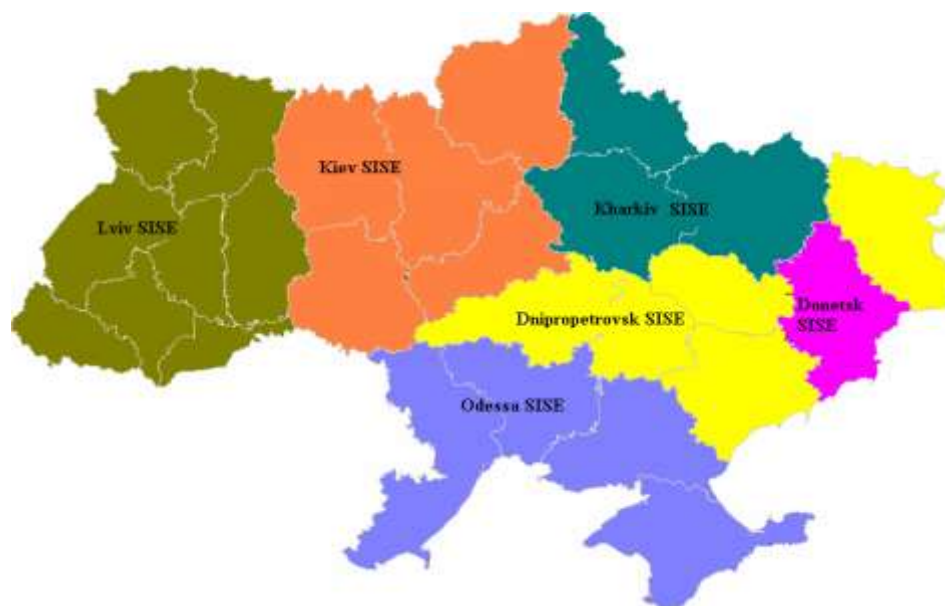 Kiev SISE
Lviv SISE
Kharkiv SISE
Donetsk
SISE
Dnipropetrovsk SISE
Odessa SISE